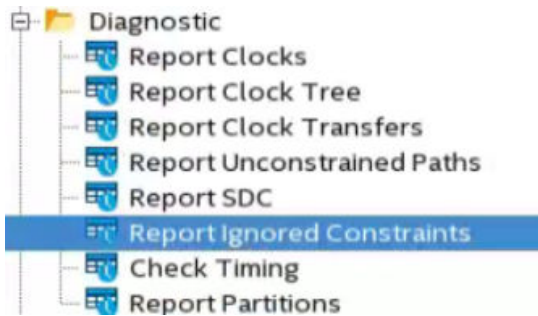 Diagnostic
Report Clocks
Report Clock Tree
Report Clock Transfers
Report Unconstrained Paths
Report SDC
Report Ignored Constraints
Check Timing
Report Partitions